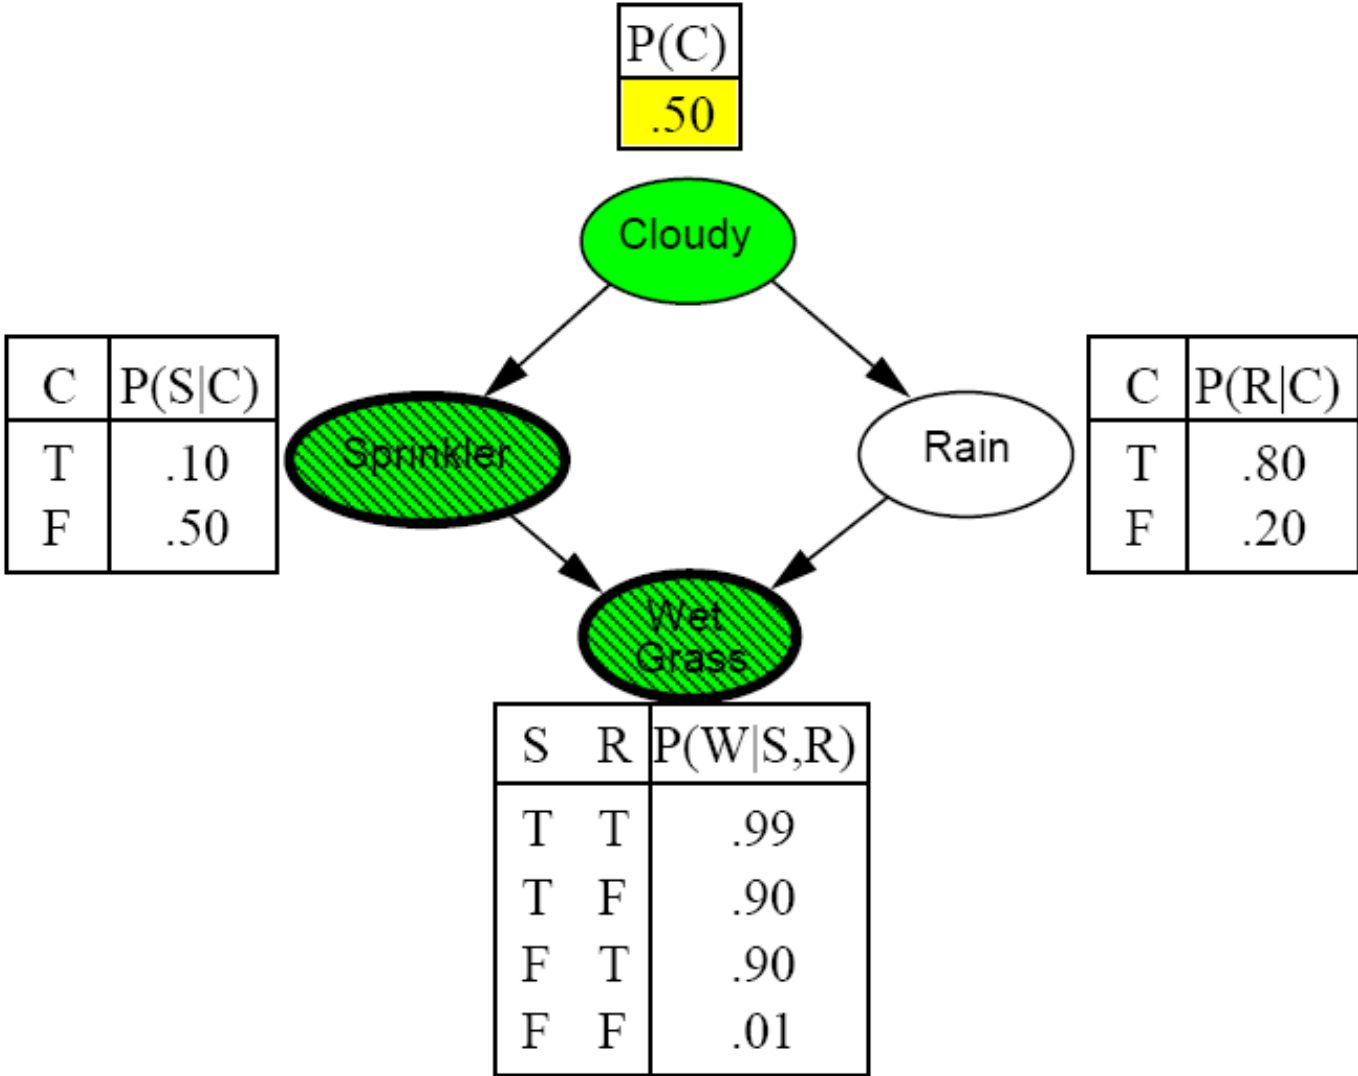 P(C)
.50
Cloudy
C P(S|C)
T .10
F .50
Sprinkler
Rain
C P(R|C)
T .80
F .20
Wet
Grass
S R P(W|S,R)
T T .99
T F .90
F T .90
F F .01